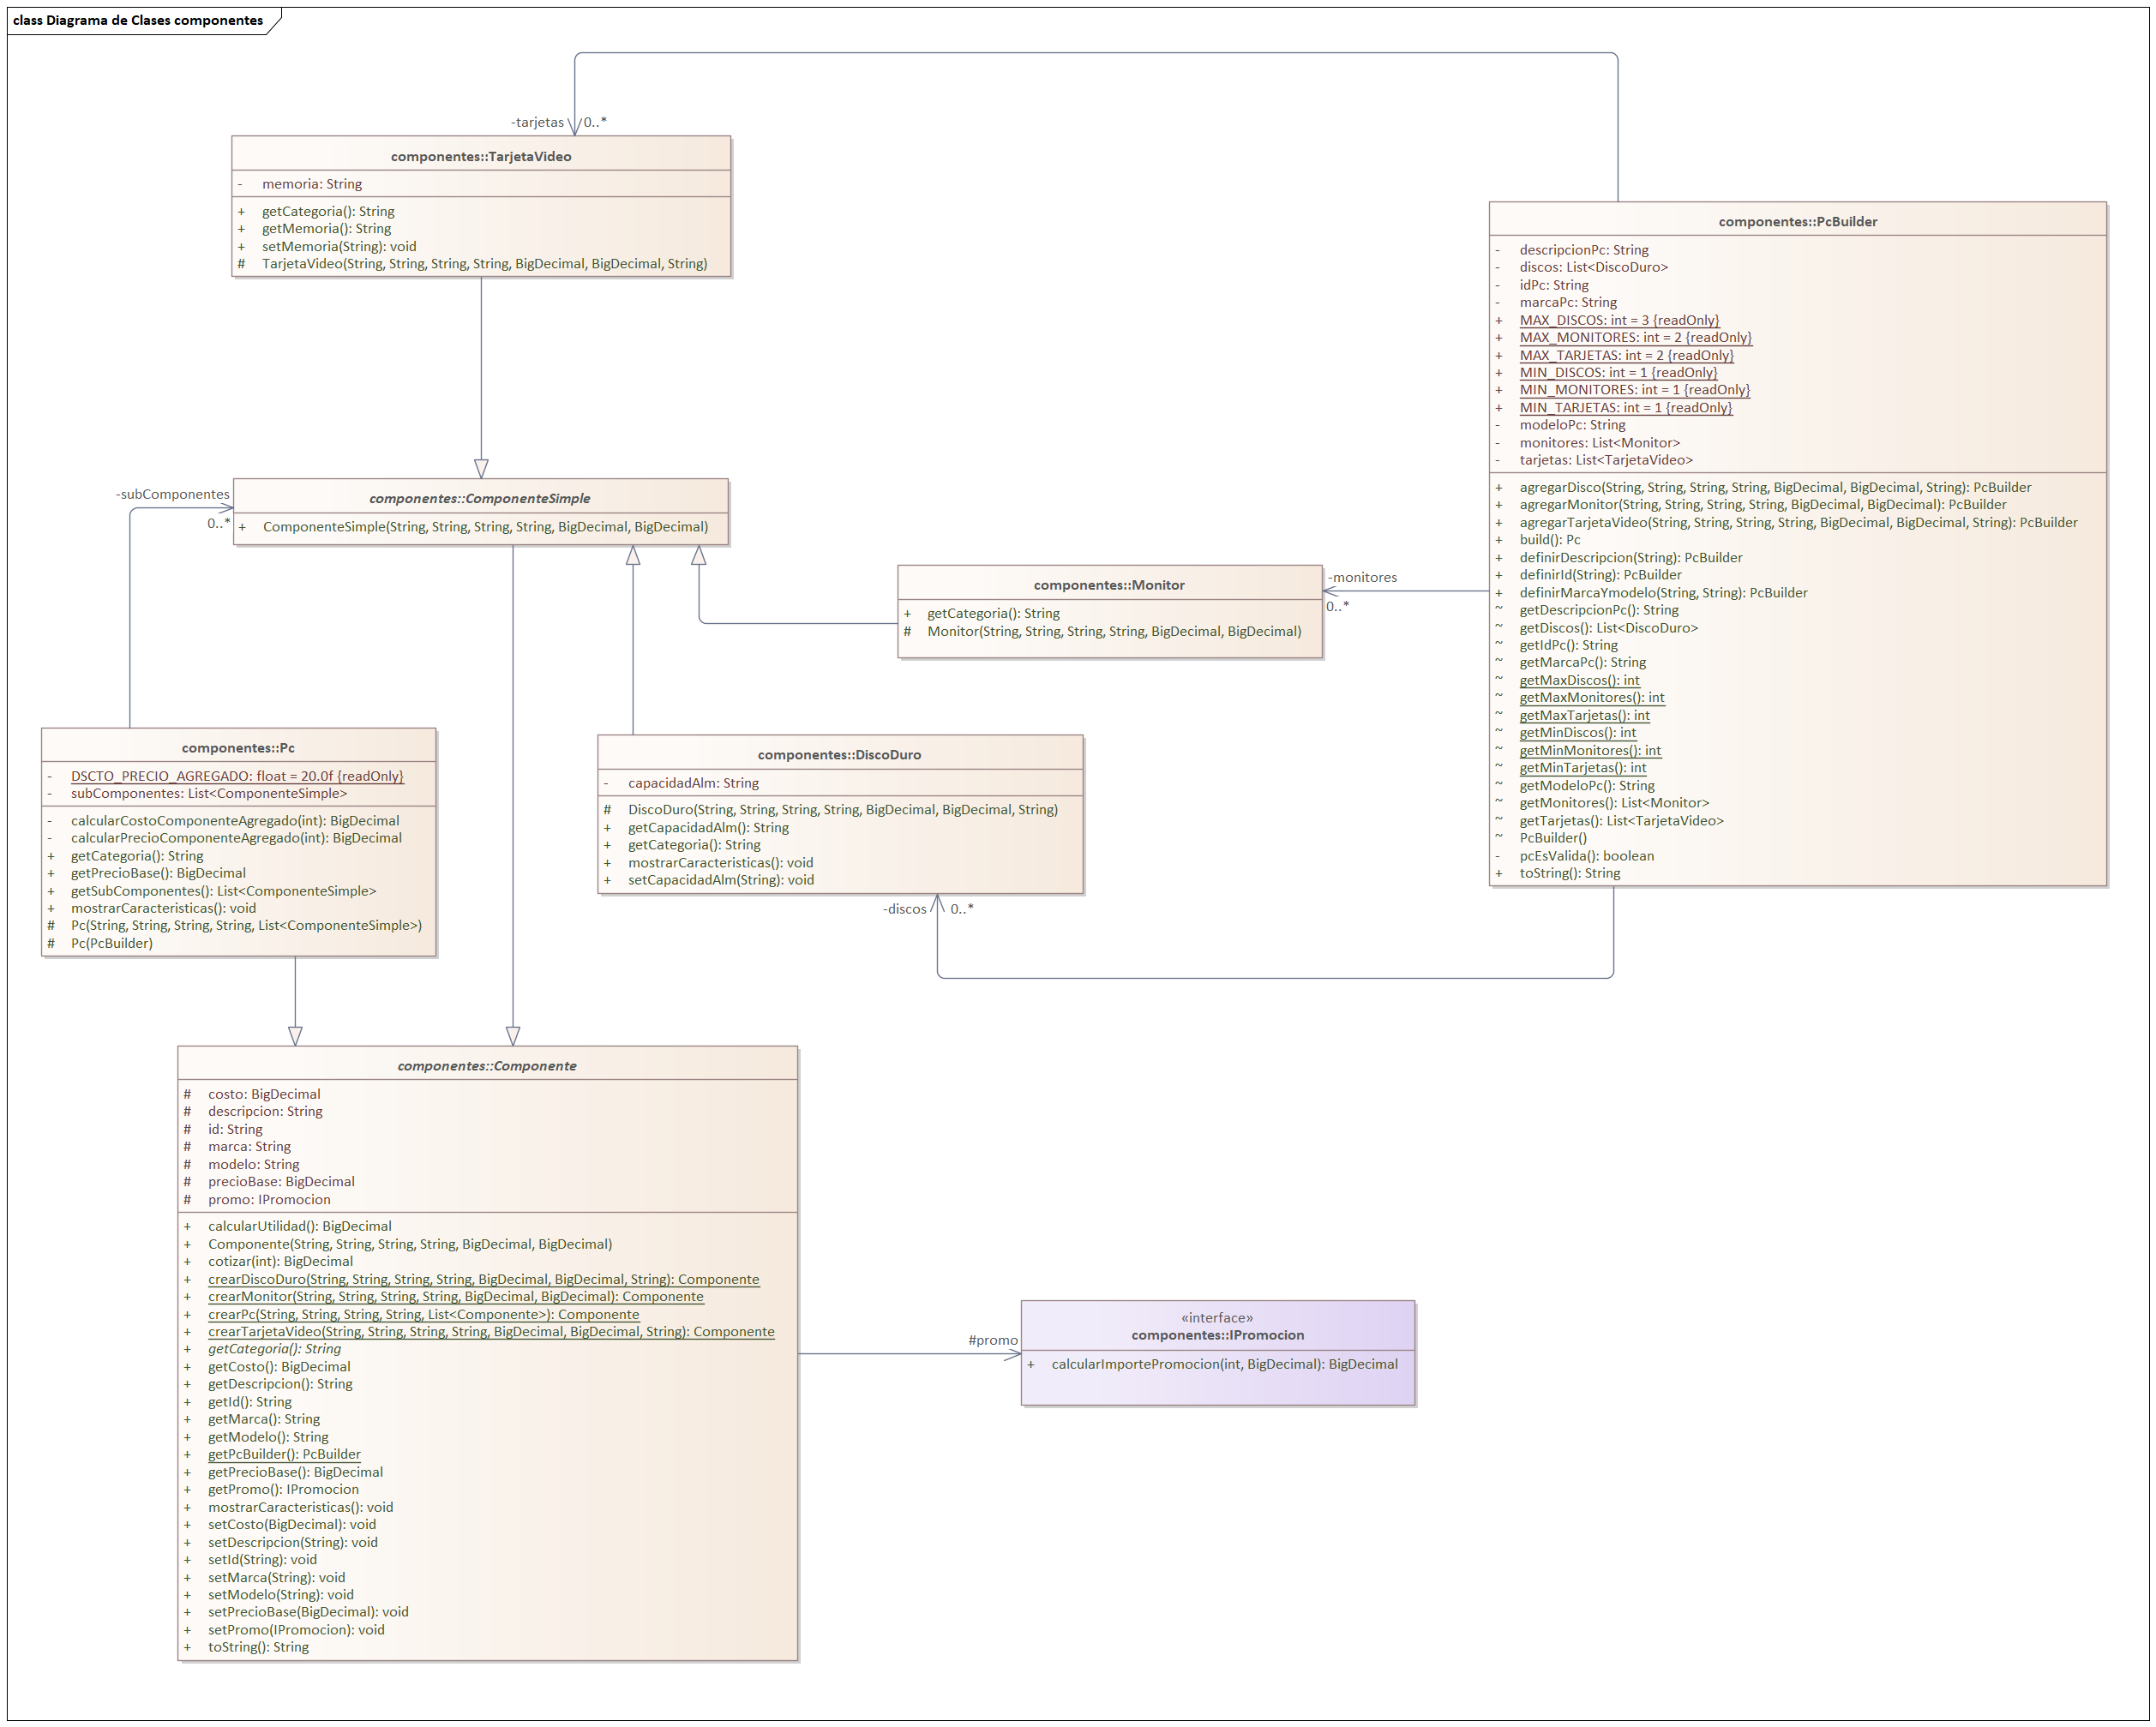 class Diagrama de Clases componentes
-tarjetas 0..*
componentes::TarjetaVideo
- memoria: String
+ getCategoria(): String
+ getMemoria(): String
+ setMemoria(String): void
# TarjetaVideo(String, String, String, String, BigDecimal, BigDecimal, String)
componentes::PcBuilder
- descripcionPc: String
- discos: List<DiscoDuro>
- idPc: String
- marcaPc: String
+ MAX_DISCOS: int = 3 {readOnly}
+ MAX_MONITORES: int = 2 {readOnly}
+ MAX_TARJETAS: int = 2 {readOnly}
+ MIN_DISCOS: int = 1 {readOnly}
+ MIN_MONITORES: int = 1 {readOnly}
+ MIN_TARJETAS: int = 1 {readOnly}
- modeloPc: String
- monitores: List<Monitor>
- tarjetas: List<TarjetaVideo>
+ agregarDisco(String, String, String, String, BigDecimal, BigDecimal, String): PcBuilder
+ agregarMonitor(String, String, String, String, BigDecimal, BigDecimal): PcBuilder
+ agregarTarjetaVideo(String, String, String, String, BigDecimal, BigDecimal, String): PcBuilder
+ build(): Pc
+ definirDescripcion(String): PcBuilder
+ definirId(String): PcBuilder
+ definirMarcaYmodelo(String, String): PcBuilder
~ getDescripcionPc(): String
~ getDiscos(): List<DiscoDuro>
~ getIdPc(): String
~ getMarcaPc(): String
~ getMaxDiscos(): int
~ getMaxMonitores(): int
~ getMaxTarjetas(): int
~ getMinDiscos(): int
~ getMinMonitores(): int
~ getMinTarjetas(): int
~ getModeloPc(): String
~ getMonitores(): List<Monitor>
~ getTarjetas(): List<TarjetaVideo>
~ PcBuilder()
- pcEsValida(): boolean
+ toString(): String
-subComponentes
0..*
componentes::ComponenteSimple
+ ComponenteSimple(String, String, String, String, BigDecimal, BigDecimal)
componentes::Monitor
+ getCategoria(): String
# Monitor(String, String, String, String, BigDecimal, BigDecimal)
-monitores
0..*
componentes::Pc
- DSCTO_PRECIO_AGREGADO: float = 20.0f {readOnly}
- subComponentes: List<ComponenteSimple>
- calcularCostoComponenteAgregado(int): BigDecimal
- calcularPrecioComponenteAgregado(int): BigDecimal
+ getCategoria(): String
+ getPrecioBase(): BigDecimal
+ getSubComponentes(): List<ComponenteSimple>
+ mostrarCaracteristicas(): void
# Pc(String, String, String, String, List<ComponenteSimple>)
# Pc(PcBuilder)
componentes::DiscoDuro
- capacidadAlm: String
# DiscoDuro(String, String, String, String, BigDecimal, BigDecimal, String)
+ getCapacidadAlm(): String
+ getCategoria(): String
+ mostrarCaracteristicas(): void
+ setCapacidadAlm(String): void
-discos 0..*
componentes::Componente
# costo: BigDecimal
# descripcion: String
# id: String
# marca: String
# modelo: String
# precioBase: BigDecimal
# promo: IPromocion
+ calcularUtilidad(): BigDecimal
+ Componente(String, String, String, String, BigDecimal, BigDecimal)
+ cotizar(int): BigDecimal
+ crearDiscoDuro(String, String, String, String, BigDecimal, BigDecimal, String): Componente
+ crearMonitor(String, String, String, String, BigDecimal, BigDecimal): Componente
+ crearPc(String, String, String, String, List<Componente>): Componente
+ crearTarjetaVideo(String, String, String, String, BigDecimal, BigDecimal, String): Componente
+ getCategoria(): String
+ getCosto(): BigDecimal
+ getDescripcion(): String
+ getId(): String
+ getMarca(): String
+ getModelo(): String
+ getPcBuilder(): PcBuilder
+ getPrecioBase(): BigDecimal
+ getPromo(): IPromocion
+ mostrarCaracteristicas(): void
+ setCosto(BigDecimal): void
+ setDescripcion(String): void
+ setId(String): void
+ setMarca(String): void
+ setModelo(String): void
+ setPrecioBase(BigDecimal): void
+ setPromo(IPromocion): void
+ toString(): String
#promo
«interface»
componentes::IPromocion
+ calcularImportePromocion(int, BigDecimal): BigDecimal